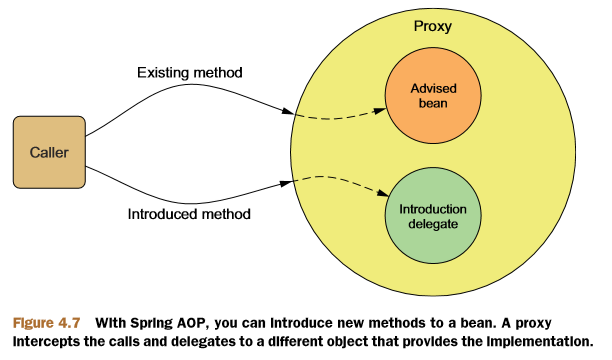 Proxy
Existing method
Advised
bean
Caller
Introduced method
Introduction
delegate
Figure 4.7 With Spring AOP, you can introduce new methods to a bean. A proxy
intercepts the calls and delegates to a different object that provides the implementation.